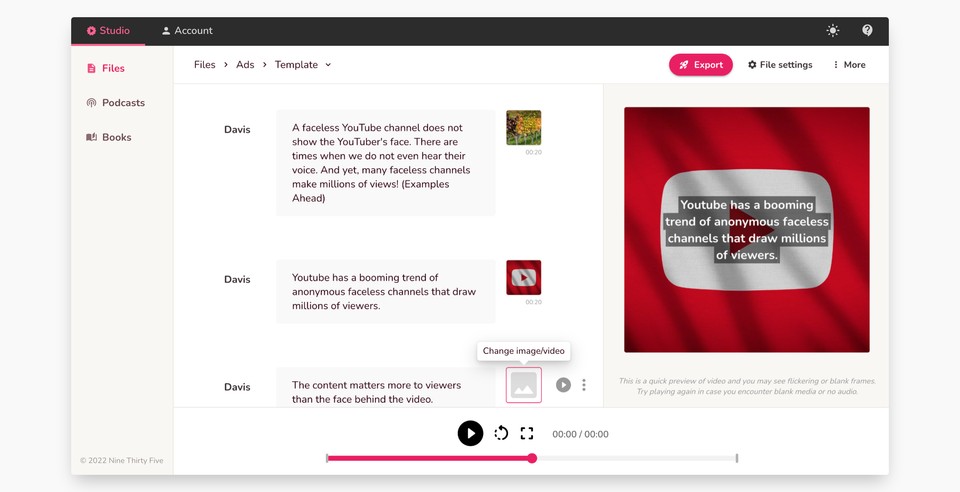 Studio
Account
Files
Podcasts
Books
© 2022 Nine Thirty Five
Files > Ads > Template
Export
File settings
More
Davis
A faceless YouTube channel does not
show the YouTuber's face. There are
times when we do not even hear their
voice. And yet, many faceless channels
make millions of views! (Examples
Ahead)
00:20
Davis
Youtube has a booming trend of
anonymous faceless channels that draw
millions of viewers.
00:20
Change image/video
Davis
The content matters more to viewers
than the face behind the video.
Youtube has a booming
trend of anonymous faceless
channels that draw millions
of viewers.
This is a quick preview of video and you may see flickering or blank frames.
Try playing again in case you encounter blank media or no audio.
00:00 / 00:00